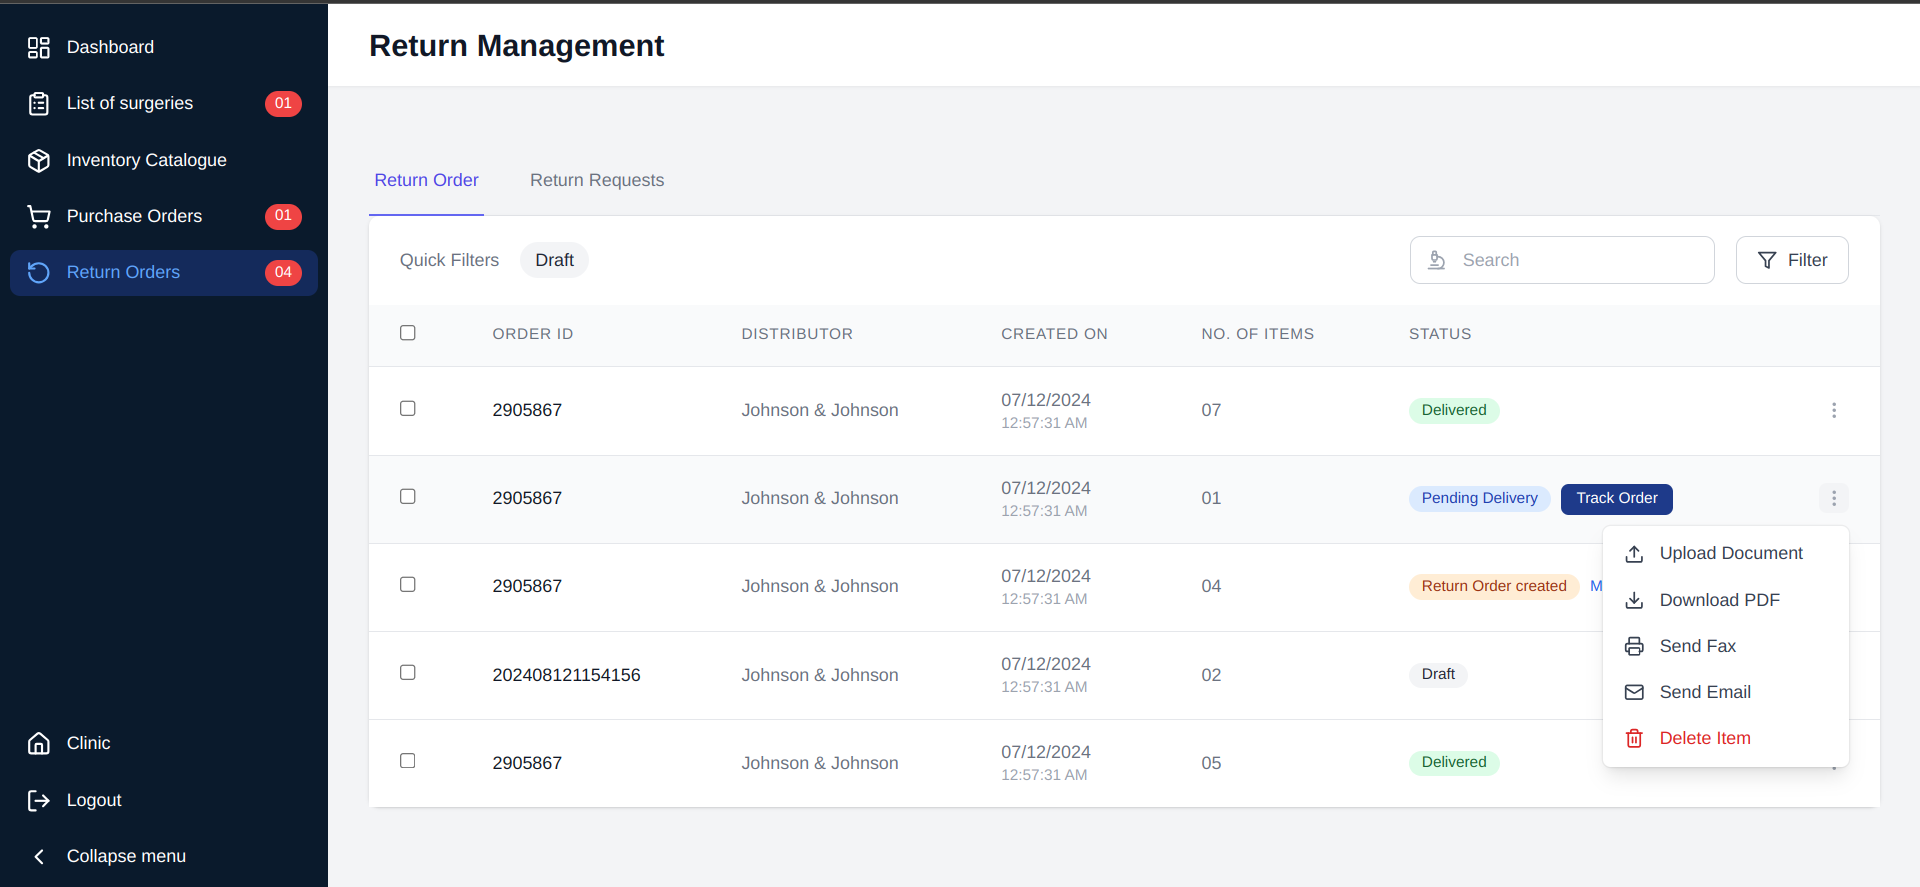 Dashboard
List of surgeries 01
Inventory Catalogue
Purchase Orders 01
Return Orders 04
Clinic
Logout
Collapse menu
Return Management
Return Order Return Requests
Quick Filters Draft Search Filter
ORDER ID DISTRIBUTOR CREATED ON NO. OF ITEMS STATUS
2905867 Johnson & Johnson 07/12/2024 07 Delivered
12:57:31 AM
2905867 Johnson & Johnson 07/12/2024 01 Pending Delivery Track Order
12:57:31 AM
2905867 Johnson & Johnson 07/12/2024 04 Return Order created M
12:57:31 AM
202408121154156 Johnson & Johnson 07/12/2024 02 Draft
12:57:31 AM
2905867 Johnson & Johnson 07/12/2024 05 Delivered
12:57:31 AM
Upload Document
Download PDF
Send Fax
Send Email
Delete Item